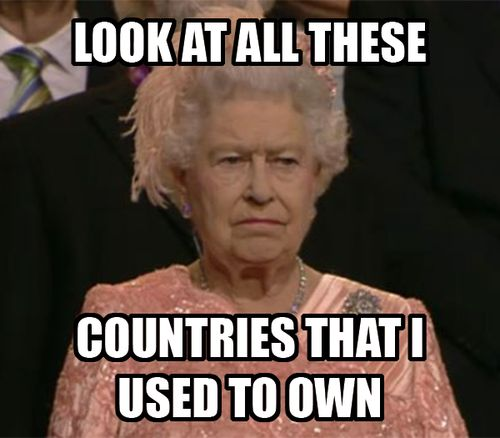 LOOK AT ALL THESE
COUNTRIES THAT I
USED TO OWN